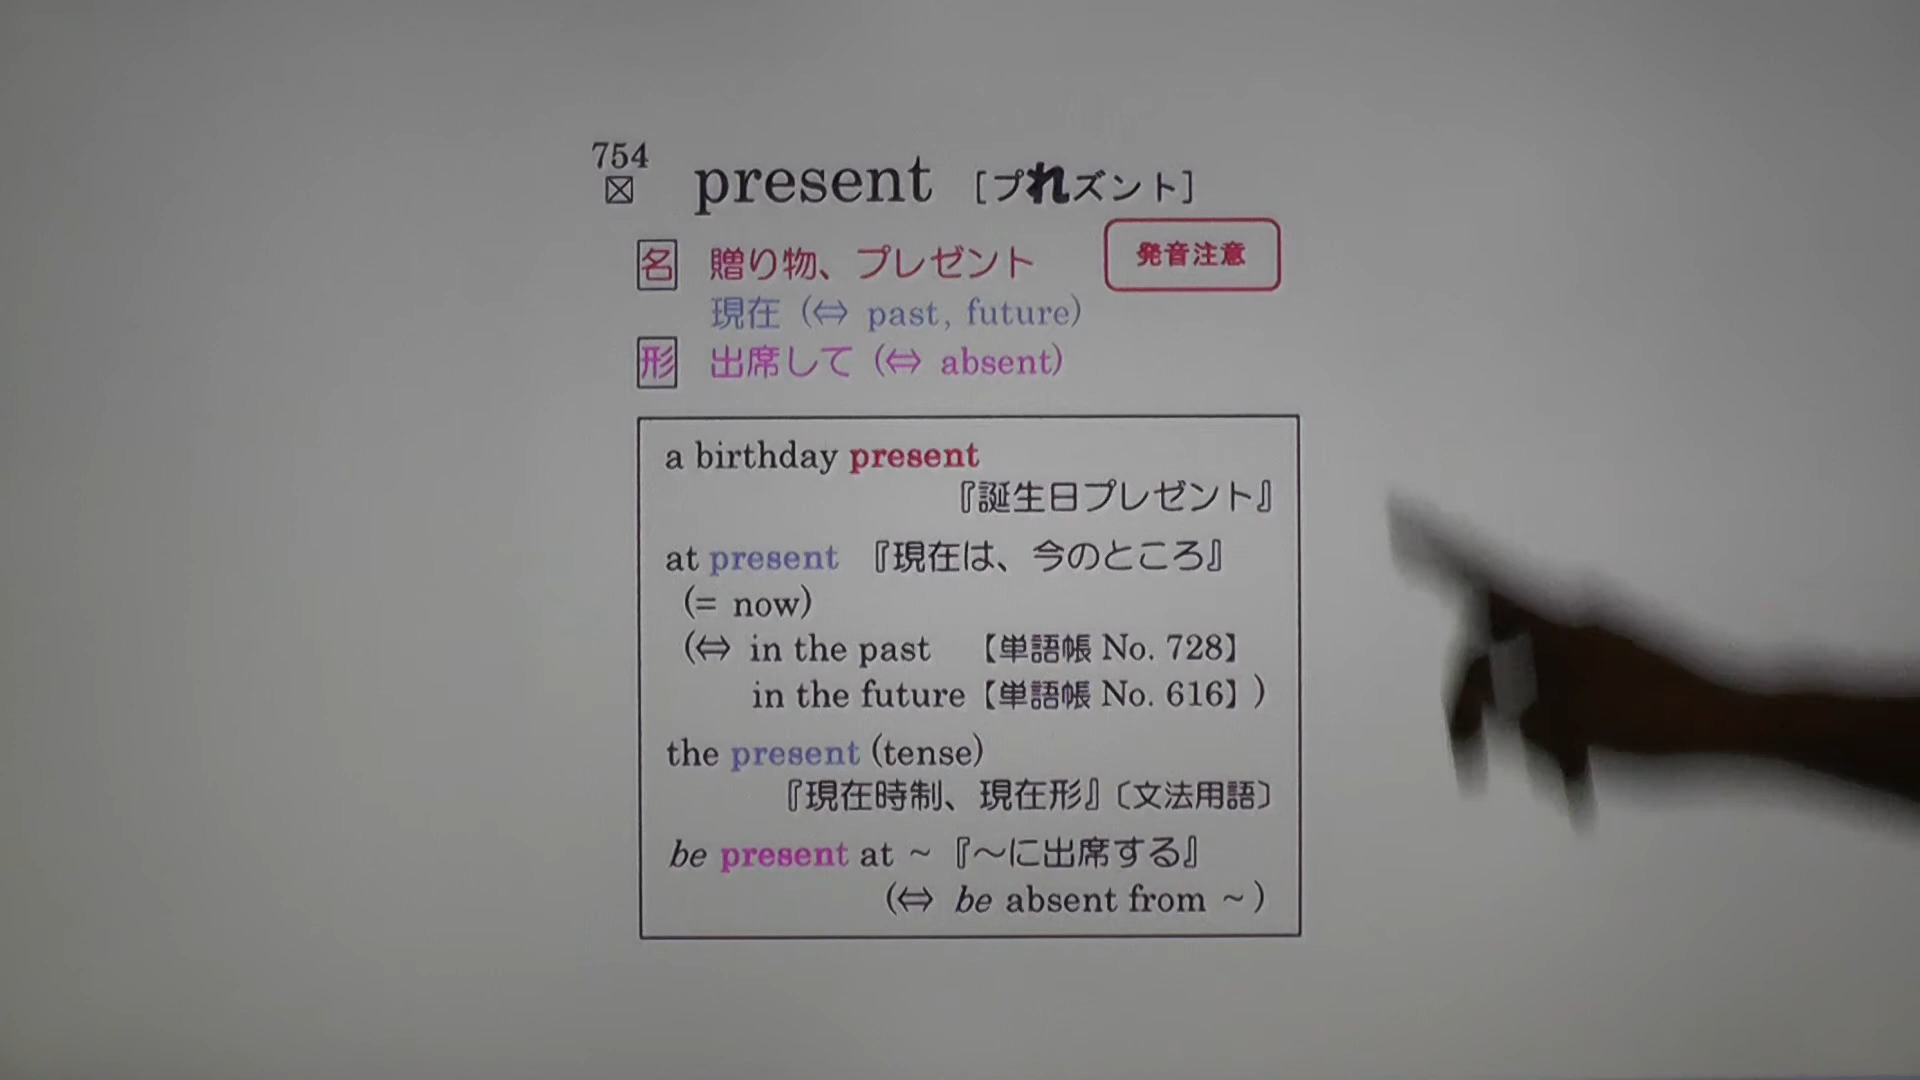 754
present [プれズント]
名 贈り物、プレゼント
発音注意
現在 (⇔ past, future)
形 出席して (⇔ absent)
a birthday present
『誕生日プレゼント』
at present 『現在は、今のところ』
(= now)
(⇔ in the past 【単語帳 No. 728】
in the future【単語帳 No. 616】)
the present (tense)
『現在時制、現在形』〔文法用語〕
be present at ~『～に出席する』
(⇔ be absent from ~)